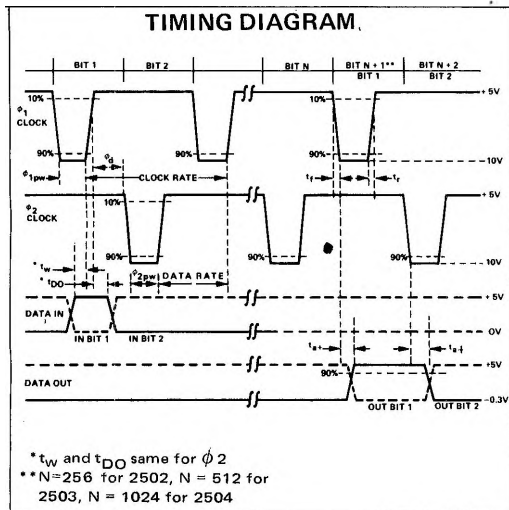 TIMING DIAGRAM
BIT 1 BIT 2 BIT N BIT N + 1** BIT N + 2
BIT 1 BIT 2
10% 10% +5V
ϕ1
CLOCK
90% ϕd 90% 90% 10V
ϕ1pw CLOCK RATE tf tr
ϕ2
CLOCK
10% +5V
90% 90% 90% 10V
* tw
* tDO
ϕ2pw DATA RATE
+5V
DATA IN
0V
IN BIT 1 IN BIT 2
ta+
+5V
90%
DATA OUT
-0.3V
OUT BIT 1 OUT BIT 2
* tW and tDO same for ϕ 2
**N=256 for 2502, N = 512 for
2503, N = 1024 for 2504